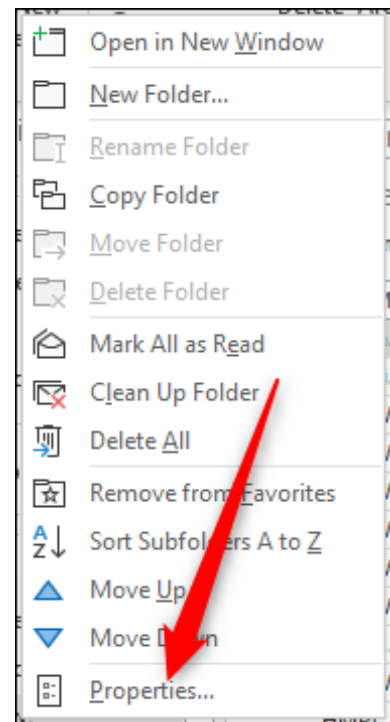 Open in New Window
New Folder...
Rename Folder
Copy Folder
Move Folder
Delete Folder
Mark All as Read
Clean Up Folder
Delete All
Remove from Favorites
Sort Subfolders A to Z
Move Up
Move Down
Properties...